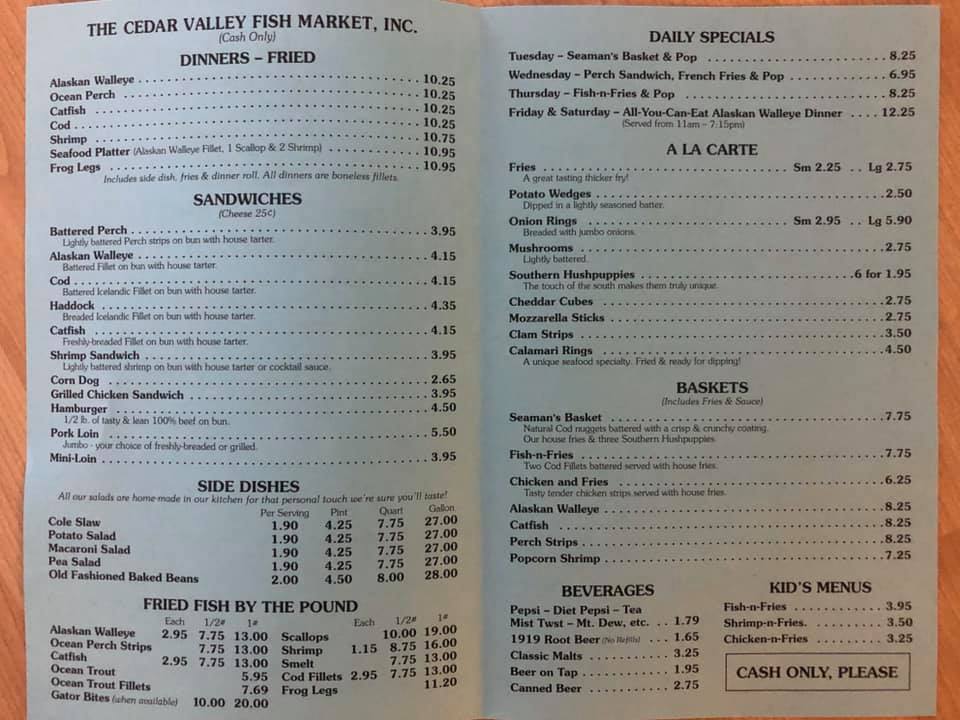 THE CEDAR VALLEY FISH MARKET, INC.
(Cash Only)
DINNERS – FRIED
Alaskan Walleye 10.25
Ocean Perch 10.25
Catfish 10.25
Cod 10.25
Shrimp 10.75
Seafood Platter (Alaskan Walleye Fillet, 1 Scallop & 2 Shrimp) 10.95
Frog Legs 10.95
Includes side dish, fries & dinner roll. All dinners are boneless fillets.
SANDWICHES
(Cheese 25¢)
Battered Perch 3.95
Lightly battered Perch strips on bun with house tarter.
Alaskan Walleye 4.15
Battered Fillet on bun with house tarter.
Cod 4.15
Battered Icelandic Fillet on bun with house tarter.
Haddock 4.35
Breaded Icelandic Fillet on bun with house tarter.
Catfish 4.15
Freshly-breaded Fillet on bun with house tarter.
Shrimp Sandwich 3.95
Lightly battered shrimp on bun with house tarter or cocktail sauce.
Corn Dog 2.65
Grilled Chicken Sandwich 3.95
Hamburger 4.50
1/2 lb. of tasty & lean 100% beef on bun.
Pork Loin 5.50
Jumbo - your choice of freshly-breaded or grilled.
Mini-Loin 3.95
SIDE DISHES
All our salads are home-made in our kitchen for that personal touch we're sure you'll taste!
Per Serving Pint Quart Gallon
Cole Slaw 1.90 4.25 7.75 27.00
Potato Salad 1.90 4.25 7.75 27.00
Macaroni Salad 1.90 4.25 7.75 27.00
Pea Salad 1.90 4.25 7.75 27.00
Old Fashioned Baked Beans 2.00 4.50 8.00 28.00
FRIED FISH BY THE POUND
Each 1/2# 1#
Alaskan Walleye 2.95 7.75 13.00
Ocean Perch Strips 7.75 13.00
Catfish 2.95 7.75 13.00
Ocean Trout 5.95
Ocean Trout Fillets 7.69
Gator Bites (when available) 10.00 20.00
Each 1/2# 1#
Scallops 10.00 19.00
Shrimp 1.15 8.75 16.00
Smelt 7.75 13.00
Cod Fillets 2.95 7.75 13.00
Frog Legs 11.20
DAILY SPECIALS
Tuesday – Seaman's Basket & Pop 8.25
Wednesday – Perch Sandwich, French Fries & Pop 6.95
Thursday – Fish-n-Fries & Pop 8.25
Friday & Saturday – All-You-Can-Eat Alaskan Walleye Dinner 12.25
(Served from 11am – 7:15pm)
A LA CARTE
Fries Sm 2.25 Lg 2.75
A great tasting thicker fry!
Potato Wedges 2.50
Dipped in a lightly seasoned batter.
Onion Rings Sm 2.95 Lg 5.90
Breaded with jumbo onions.
Mushrooms 2.75
Lightly battered.
Southern Hushpuppies 6 for 1.95
The touch of the south makes them truly unique.
Cheddar Cubes 2.75
Mozzarella Sticks 2.75
Clam Strips 3.50
Calamari Rings 4.50
A unique seafood specialty. Fried & ready for dipping!
BASKETS
(Includes Fries & Sauce)
Seaman's Basket 7.75
Natural Cod nuggets battered with a crisp & crunchy coating.
Our house fries & three Southern Hushpuppies.
Fish-n-Fries 7.75
Two Cod Fillets battered served with house fries.
Chicken and Fries 6.25
Tasty tender chicken strips served with house fries.
Alaskan Walleye 8.25
Catfish 8.25
Perch Strips 8.25
Popcorn Shrimp 7.25
BEVERAGES
Pepsi – Diet Pepsi – Tea
Mist Twst – Mt. Dew, etc. 1.79
1919 Root Beer (No Refills) 1.65
Classic Malts 3.25
Beer on Tap 1.95
Canned Beer 2.75
KID'S MENUS
Fish-n-Fries 3.95
Shrimp-n-Fries. 3.50
Chicken-n-Fries 3.25
CASH ONLY, PLEASE